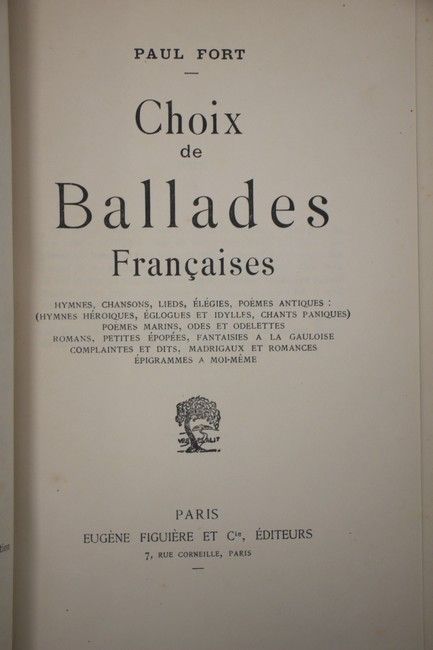 PAUL FORT
Choix
de
Ballades
Françaises
HYMNES, CHANSONS, LIEDS, ÉLÉGIES, POÈMES ANTIQUES :
(HYMNES HÉROIQUES, ÉGLOGUES ET IDYLLES, CHANTS PANIQUES)
POEMES MARINS, ODES ET ODELETTES
ROMANS, PETITES ÉPOPÉES, FANTAISIES A LA GAULOISE
COMPLAINTES ET DITS, MADRIGAUX ET ROMANCES
ÉPIGRAMMES A MOI-MÊME
PARIS
EUGÈNE FIGUIÈRE ET Cie, ÉDITEURS
7, RUE CORNEILLE, PARIS